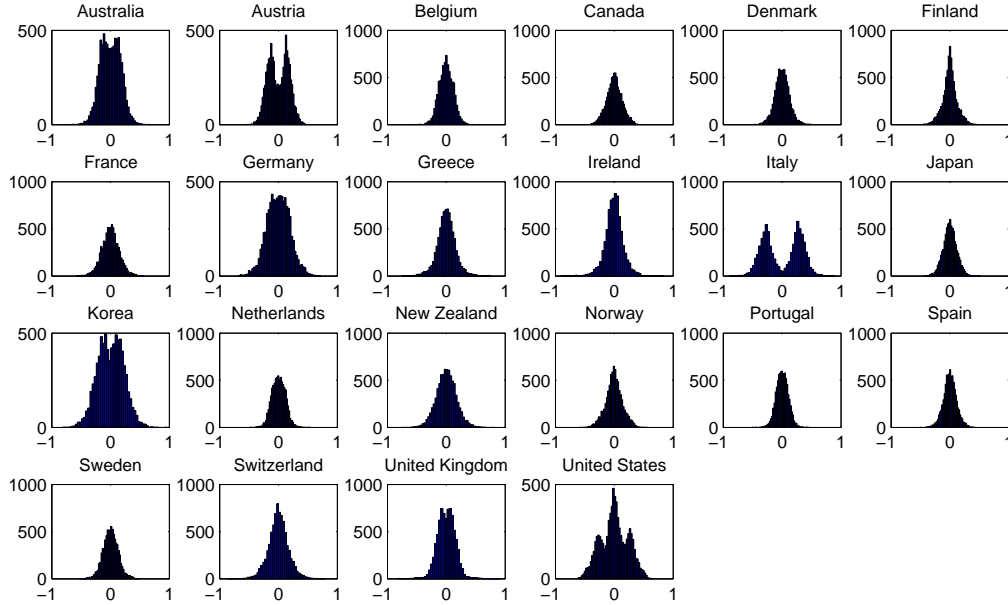 Australia Austria Belgium Canada Denmark Finland
500 500 1000 1000 1000 1000
500 500 500 500
0 0 0 0 0 0
−1 0 1 −1 0 1 −1 0 1 −1 0 1 −1 0 1 −1 0 1
France Germany Greece Ireland Italy Japan
1000 500 1000 1000 1000 1000
500 500 500 500 500
0 0 0 0 0 0
−1 0 1 −1 0 1 −1 0 1 −1 0 1 −1 0 1 −1 0 1
Korea Netherlands New Zealand Norway Portugal Spain
500 1000 1000 1000 1000 1000
500 500 500 500 500
0 0 0 0 0 0
−1 0 1 −1 0 1 −1 0 1 −1 0 1 −1 0 1 −1 0 1
Sweden Switzerland United Kingdom United States
1000 1000 1000 500
500 500 500
0 0 0 0
−1 0 1 −1 0 1 −1 0 1 −1 0 1